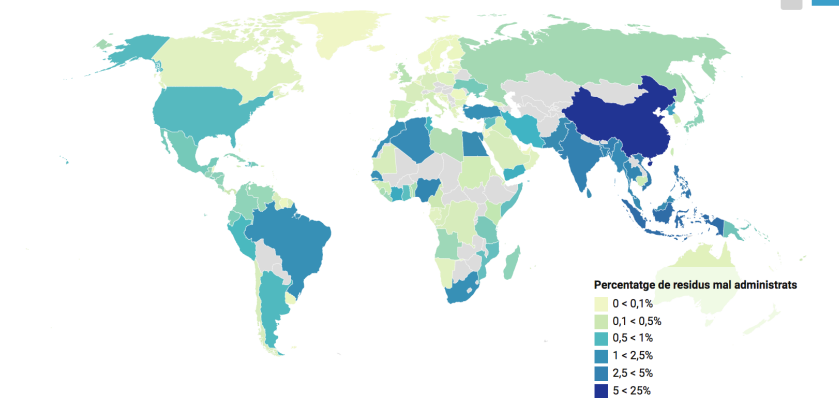 Percentatge de residus mal administrats
0 < 0,1%
0,1 < 0,5%
0,5 < 1%
1 < 2,5%
2,5 < 5%
5 < 25%